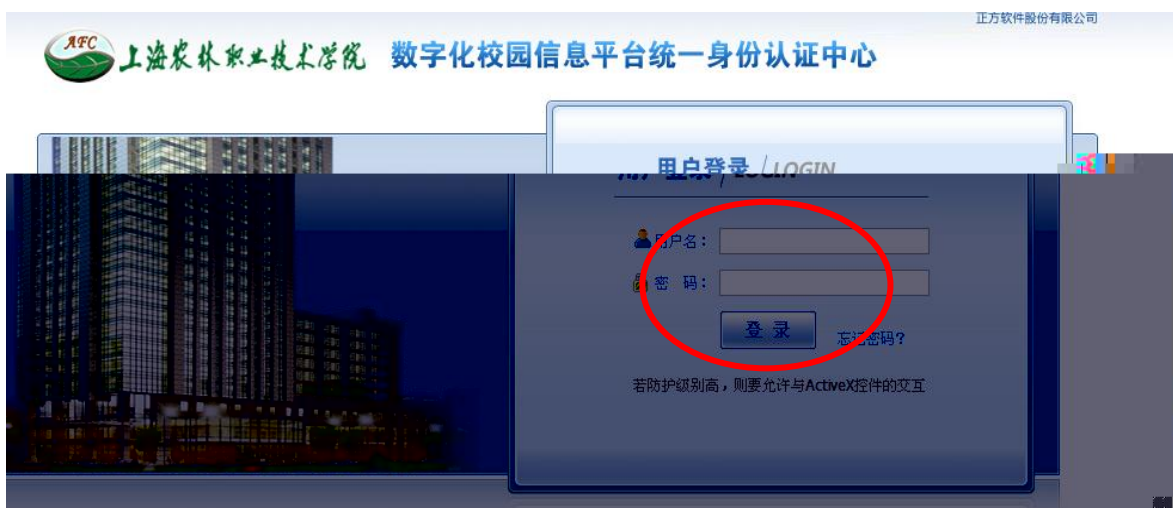 正方软件股份有限公司
AFC
上海农林职业技术学院 数字化校园信息平台统一身份认证中心
用户登录 LOGIN
用户名：
密 码：
登 录
忘记密码?
若防护级别高，则要允许与ActiveX控件的交互